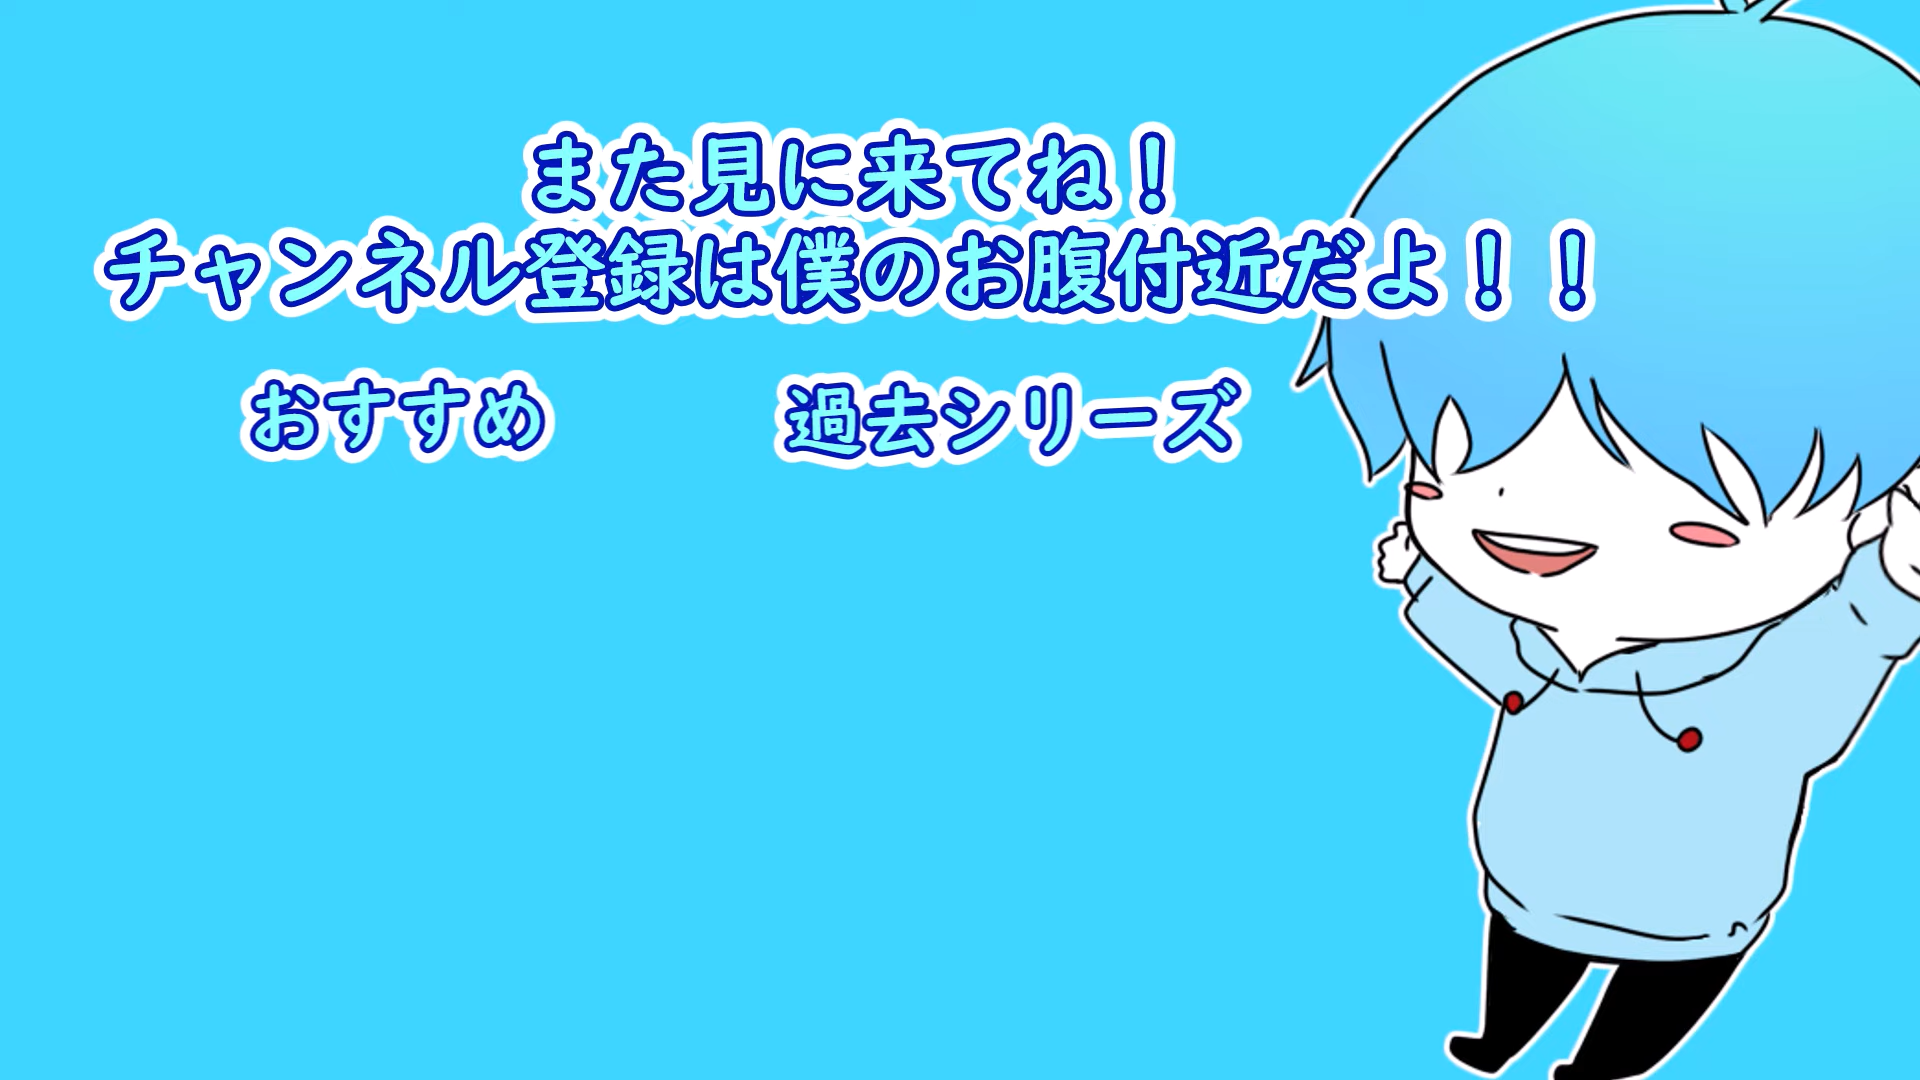 また見に来てね！
チャンネル登録は僕のお腹付近だよ！！
おすすめ
過去シリーズ